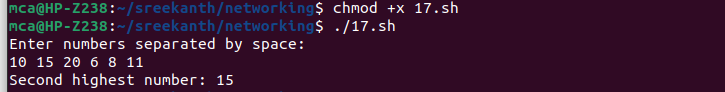 mca@HP-Z238:~/sreekanth/networking$ chmod +x 17.sh
mca@HP-Z238:~/sreekanth/networking$ ./17.sh
Enter numbers separated by space:
10 15 20 6 8 11
Second highest number: 15